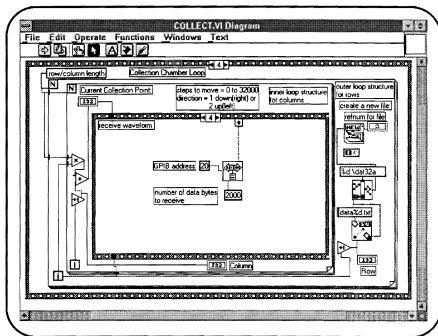 COLLECT.VI Diagram
File Edit Operate Functions Windows Text
4
row/column length
Collection Chamber Loop
outer loop structure
for rows
N
N
Current Collection Point
I32
steps to move = 0 to 32000
direction = 1 down(right) or
2 up(left)
inner loop structure
for columns
create a new file
refnum for file
4
receive waveform
GPIB address
20
number of data bytes
to receive
2000
data%d.txt
I32
Column
I32
Row
i
i